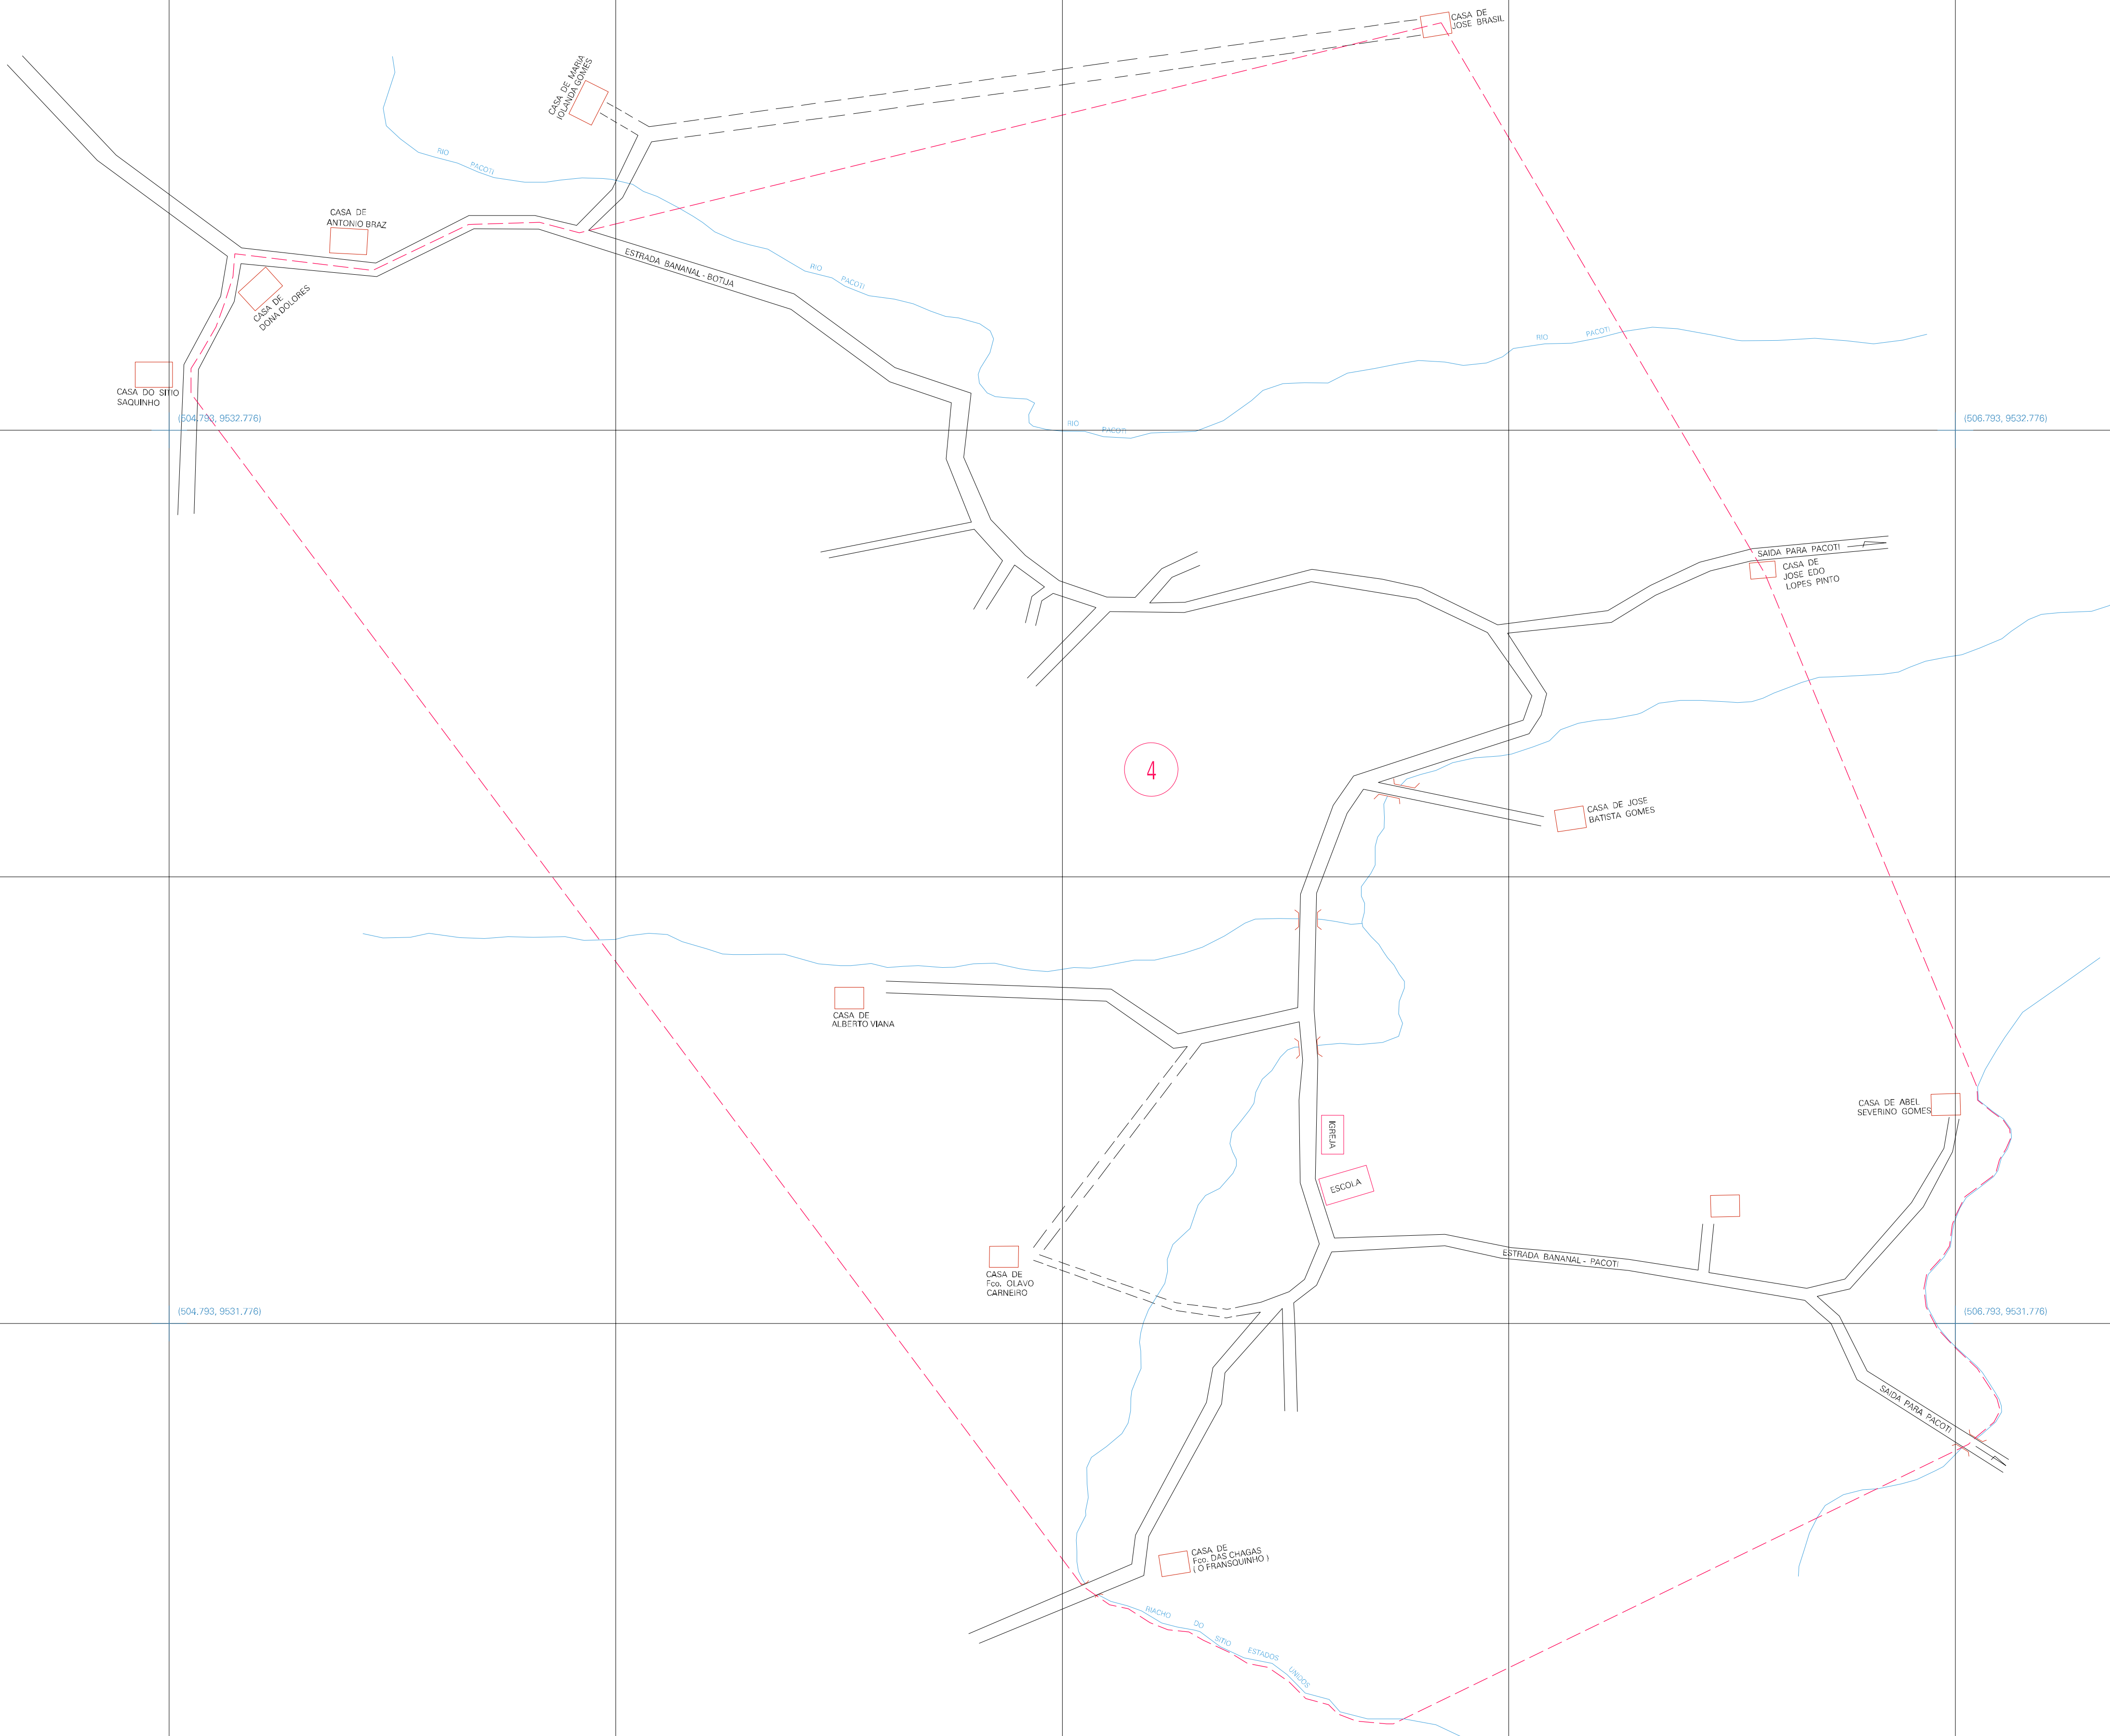 CASA DE
JOSE BRASIL
CASA DE MARIA
IOLANDA GOMES
RIO PACOTI
CASA DE
ANTONIO BRAZ
ESTRADA BANANAL - BOTIJA
RIO PACOTI
CASA DE
DONA DOLORES
RIO PACOTI
CASA DO SITIO
SAQUINHO
(504.793, 9532.776)
RIO PACOTI
(506.793, 9532.776)
SAIDA PARA PACOTI
CASA DE
JOSE EDO
LOPES PINTO
4
CASA DE JOSE
BATISTA GOMES
CASA DE
ALBERTO VIANA
IGREJA
CASA DE ABEL
SEVERINO GOMES
ESCOLA
ESTRADA BANANAL - PACOTI
CASA DE
Fco. OLAVO
CARNEIRO
(504.793, 9531.776)
(506.793, 9531.776)
SAIDA PARA PACOTI
CASA DE
Fco. DAS CHAGAS
( O FRANSQUINHO )
RIACHO DO SITIO ESTADOS UNIDOS